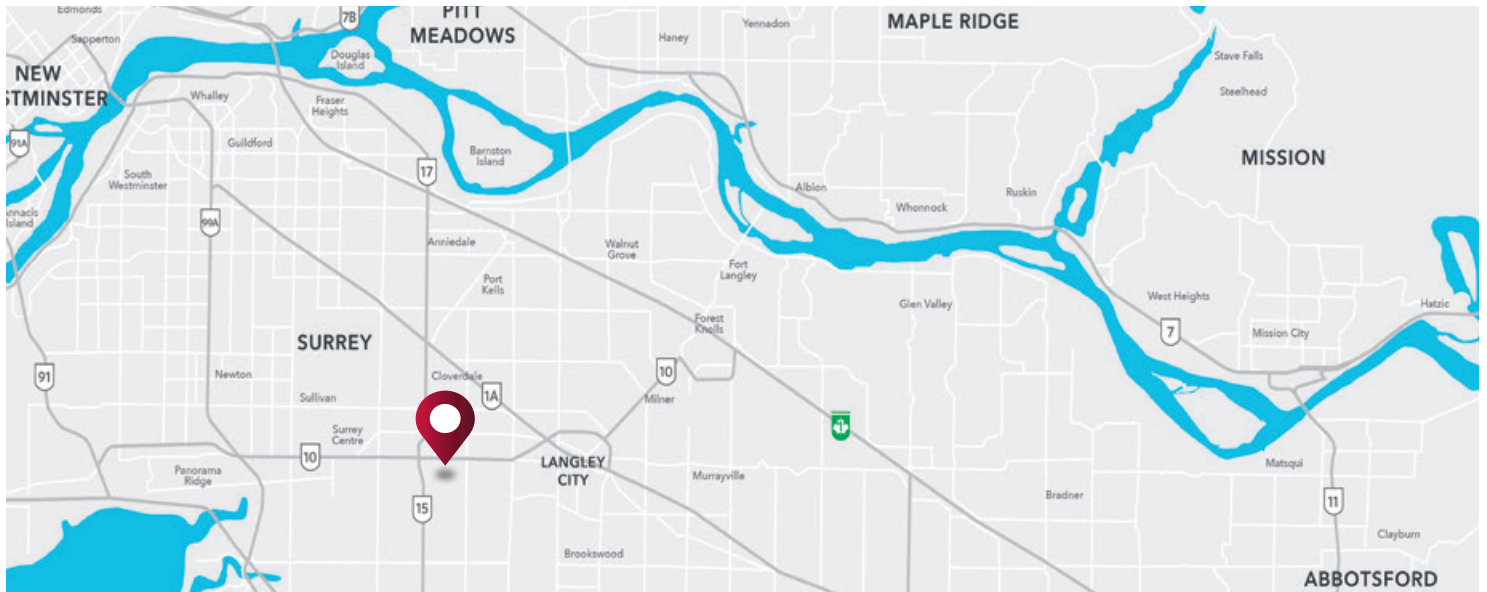 Edmonds
7B
PITT
MEADOWS
MAPLE RIDGE
Yennadon
Sapperton
Haney
Douglas
Island
Stave Falls
NEW
STMINSTER
Whalley
Fraser
Heights
Steelhead
91A
Guildford
Barnston
Island
MISSION
17
South
Westminster
Albion
Ruskin
Whonnock
nnacis
Island
99A
Anniedale
Walnut
Grove
Fort
Langley
Port
Kells
Glen Valley
West Heights
Hatzic
Forest
Knolls
7
Mission City
SURREY
91
Newton
Cloverdale
10
1A
Sullivan
Milner
1
Surrey
Centre
10
Panorama
Ridge
LANGLEY
CITY
Murrayville
Matsqui
15
Bradner
11
Clayburn
Brookswood
ABBOTSFORD